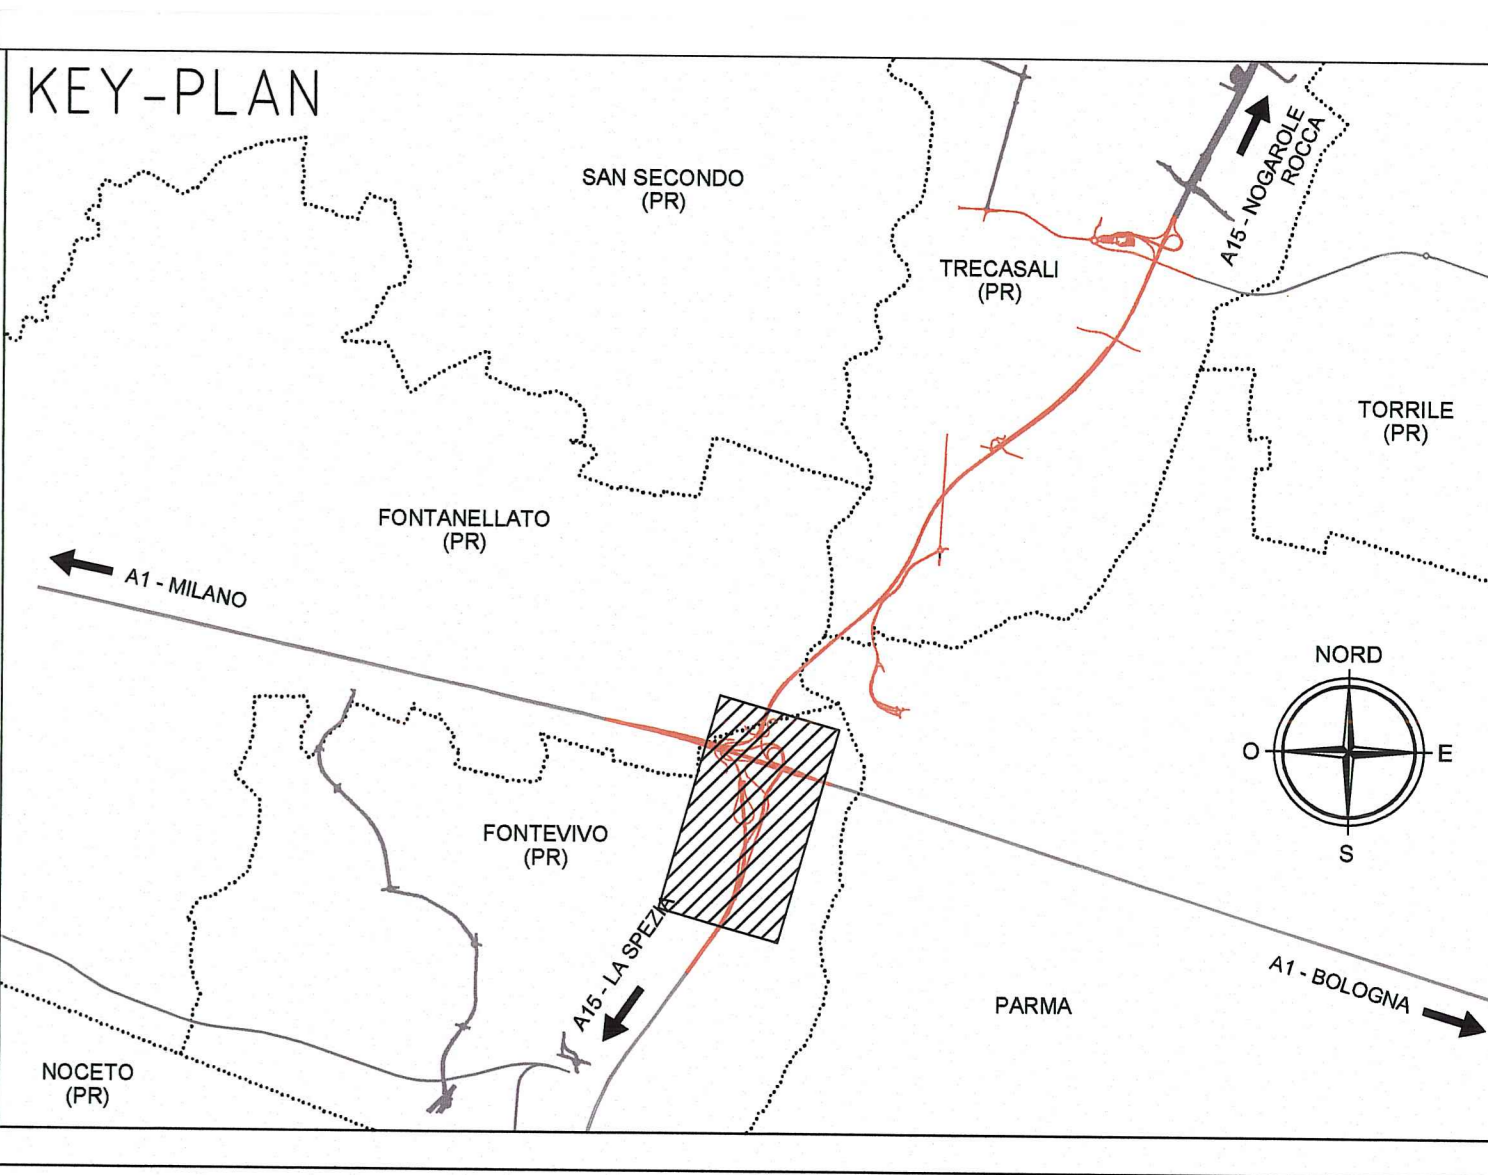 KEY-PLAN
SAN SECONDO
(PR)
A15 - NOGAROLE
ROCCA
TRECASALI
(PR)
TORRILE
(PR)
FONTANELLATO
(PR)
A1 - MILANO
NORD
O
E
S
FONTEVIVO
(PR)
A15 - LA SPEZIA
A1 - BOLOGNA
PARMA
NOCETO
(PR)